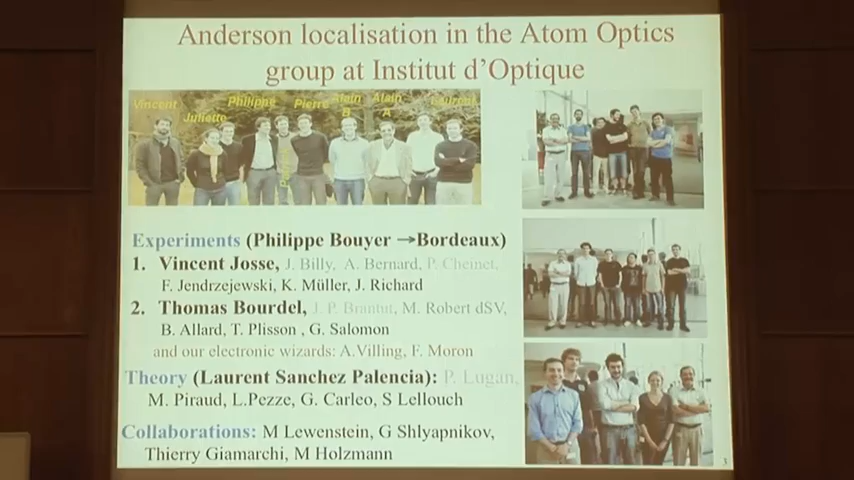 Anderson localisation in the Atom Optics
group at Institut d'Optique
Vincent
Juliette
Philippe
Pierre
Alain
B
Alain
A
Laurent
Experiments (Philippe Bouyer →Bordeaux)
1. Vincent Josse, J. Billy, A. Bernard, P. Cheinet,
F. Jendrzejewski, K. Müller, J. Richard
2. Thomas Bourdel, J. P. Brantut, M. Robert dSV,
B. Allard, T. Plisson , G. Salomon
and our electronic wizards: A.Villing, F. Moron
Theory (Laurent Sanchez Palencia): P. Lugan,
M. Piraud, L.Pezze, G. Carleo, S Lellouch
Collaborations: M Lewenstein, G Shlyapnikov,
Thierry Giamarchi, M Holzmann
3